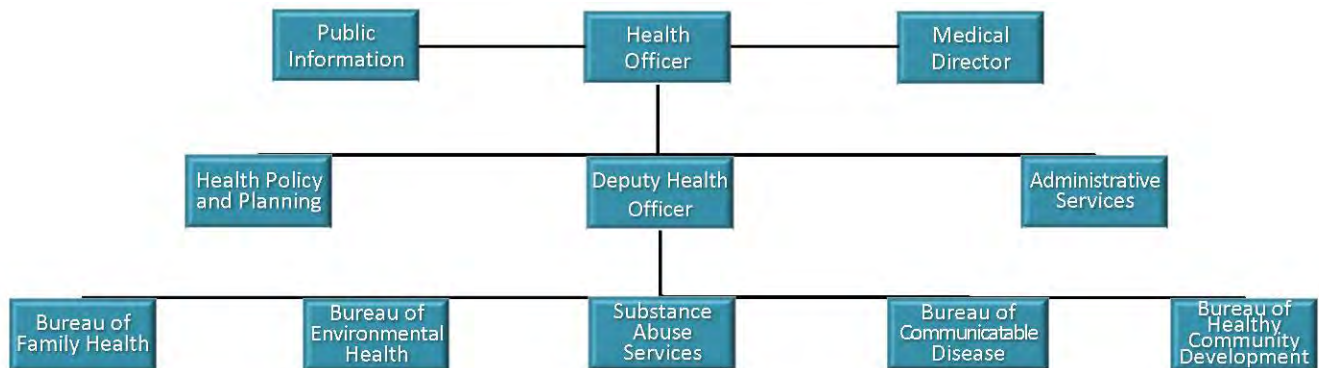 Public
Information
Health
Officer
Medical
Director
Health Policy
and Planning
Deputy Health
Officer
Administrative
Services
Bureau of
Family Health
Bureau of
Environmental
Health
Substance
Abuse
Services
Bureau of
Communicatable
Disease
Bureau of
Healthy
Community
Development